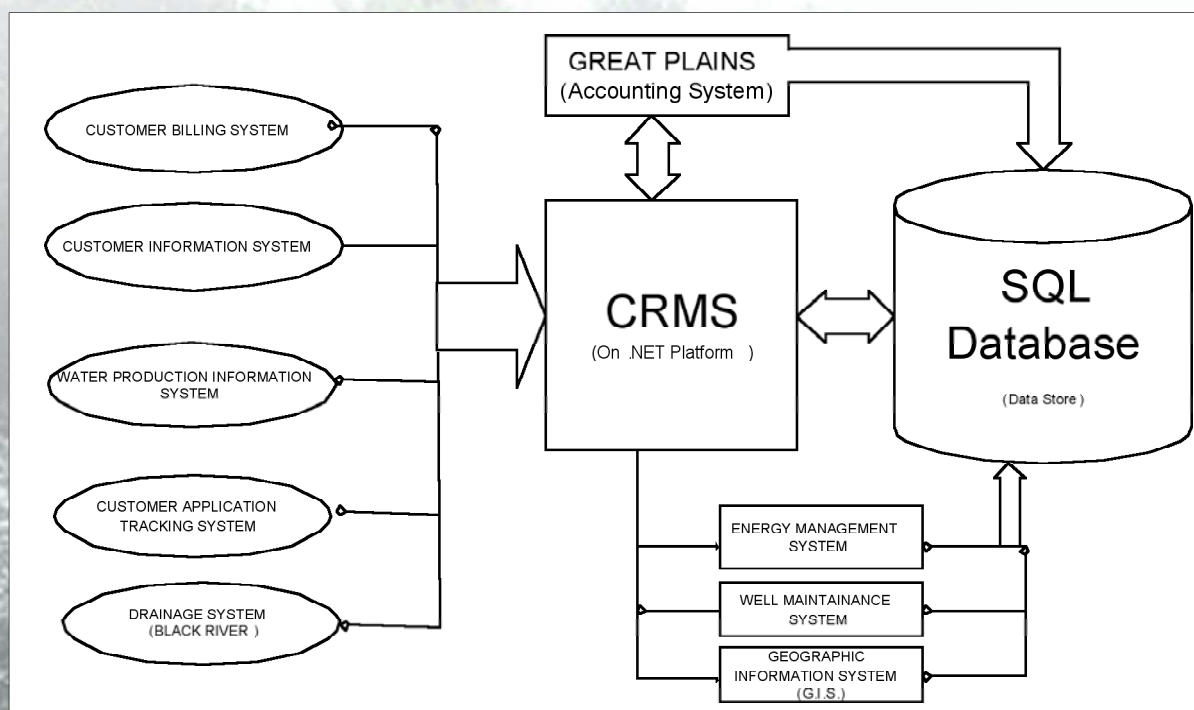 GREAT PLAINS
(Accounting System)
CUSTOMER BILLING SYSTEM
CUSTOMER INFORMATION SYSTEM
WATER PRODUCTION INFORMATION
SYSTEM
CUSTOMER APPLICATION
TRACKING SYSTEM
DRAINAGE SYSTEM
(BLACK RIVER )
CRMS
(On .NET Platform )
SQL
Database
(Data Store)
ENERGY MANAGEMENT
SYSTEM
WELL MAINTAINANCE
SYSTEM
GEOGRAPHIC
INFORMATION SYSTEM
(G.I.S.)